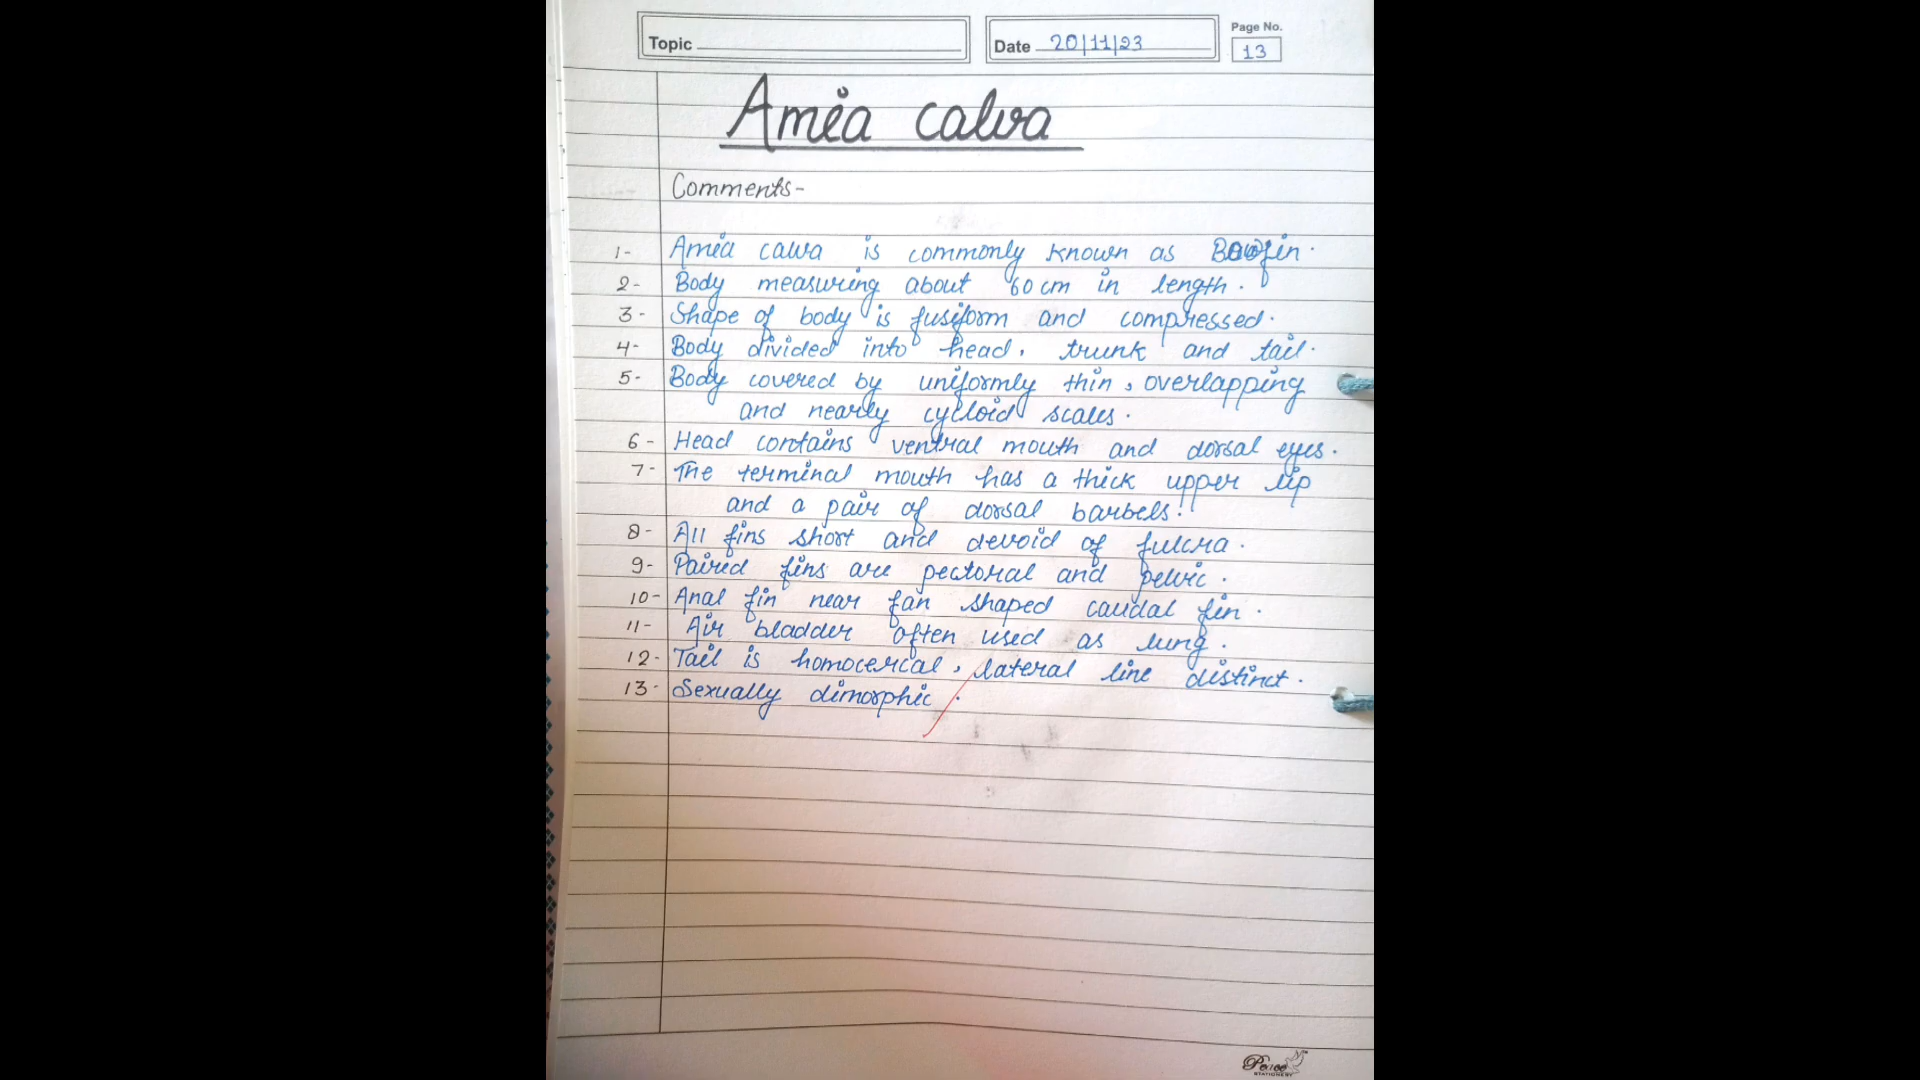 Topic
Date 20/11/23
Page No.
13
Amia calva
Comments-
1- Amia calva is commonly known as Bowfin.
2- Body measuring about 60 cm in length.
3- Shape of body is fusiform and compressed.
4- Body divided into head, trunk and tail.
5- Body covered by uniformly thin, overlapping
and nearly cycloid scales.
6- Head contains ventral mouth and dorsal eyes.
7- The terminal mouth has a thick upper lip
and a pair of dorsal barbels.
8- All fins short and devoid of fulcra.
9- Paired fins are pectoral and pelvic.
10- Anal fin near fan shaped caudal fin.
11- Air bladder often used as lung.
12- Tail is homocercal, lateral line distinct.
13- Sexually dimorphic.
Peace
STATIONERY